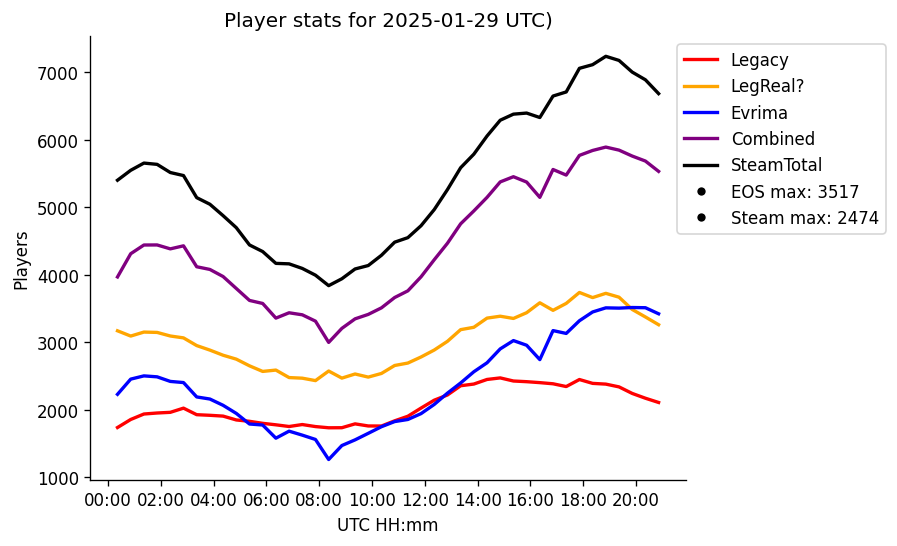 Player stats for 2025-01-29 UTC)
Legacy
LegReal?
Evrima
Combined
SteamTotal
EOS max: 3517
Steam max: 2474
Players
7000
6000
5000
4000
3000
2000
1000
00:00 02:00 04:00 06:00 08:00 10:00 12:00 14:00 16:00 18:00 20:00
UTC HH:mm